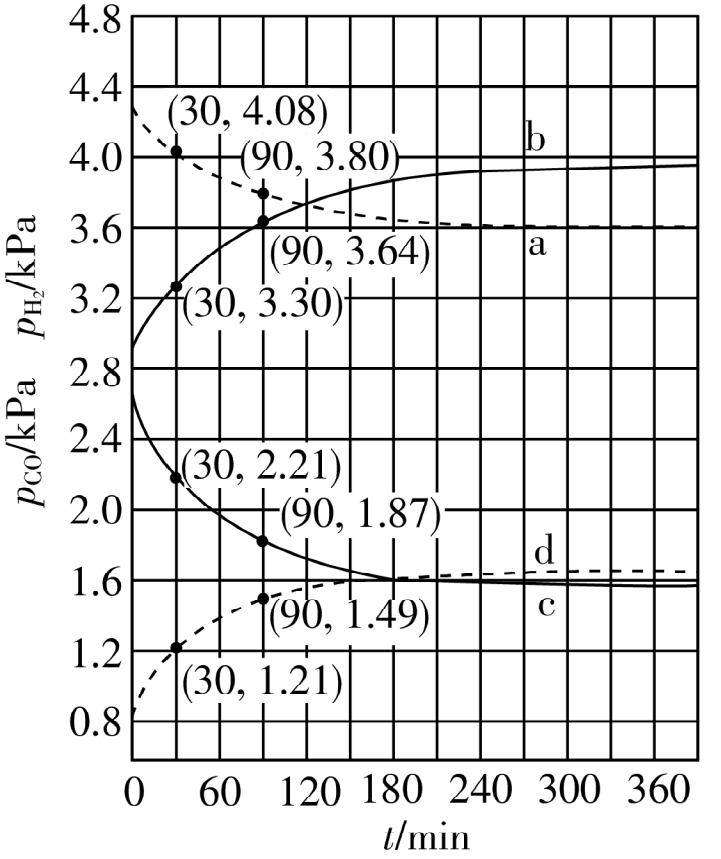 4.8
4.4
(30, 4.08)
b
4.0
(90, 3.80)
3.6
(90, 3.64)
a
3.2
(30, 3.30)
2.8
2.4
(30, 2.21)
2.0
(90, 1.87)
d
1.6
(90, 1.49)
c
1.2
(30, 1.21)
0.8
0 60 120 180 240 300 360
t/min
pCO/kPa pH2/kPa